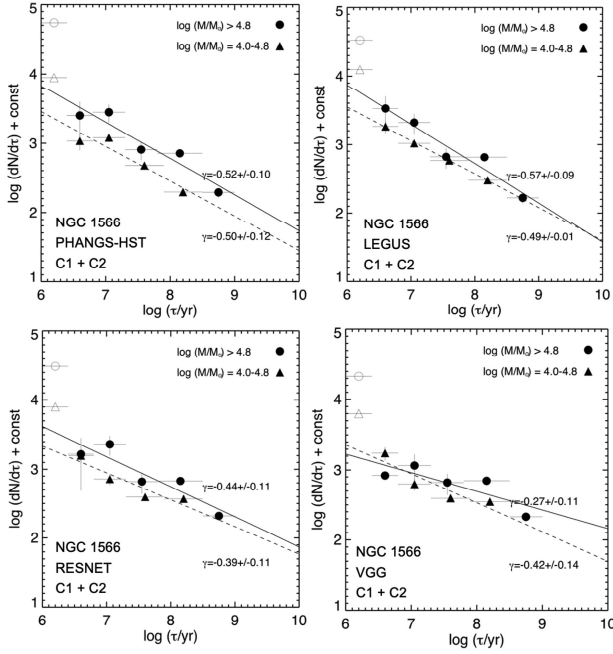 log (M/M⊙) > 4.8
log (M/M⊙) = 4.0-4.8
γ=-0.52+/-0.10
γ=-0.50+/-0.12
NGC 1566
PHANGS-HST
C1 + C2
log (dN/dτ) + const
5
4
3
2
1
6 7 8 9 10
log (τ/yr)
log (M/M⊙) > 4.8
log (M/M⊙) = 4.0-4.8
γ=-0.57+/-0.09
γ=-0.49+/-0.01
NGC 1566
LEGUS
C1 + C2
log (dN/dτ) + const
5
4
3
2
1
6 7 8 9 10
log (τ/yr)
log (M/M⊙) > 4.8
log (M/M⊙) = 4.0-4.8
γ=-0.44+/-0.11
γ=-0.39+/-0.11
NGC 1566
RESNET
C1 + C2
log (dN/dτ) + const
5
4
3
2
1
6 7 8 9 10
log (τ/yr)
log (M/M⊙) > 4.8
log (M/M⊙) = 4.0-4.8
γ=-0.27+/-0.11
γ=-0.42+/-0.14
NGC 1566
VGG
C1 + C2
log (dN/dτ) + const
5
4
3
2
1
6 7 8 9 10
log (τ/yr)